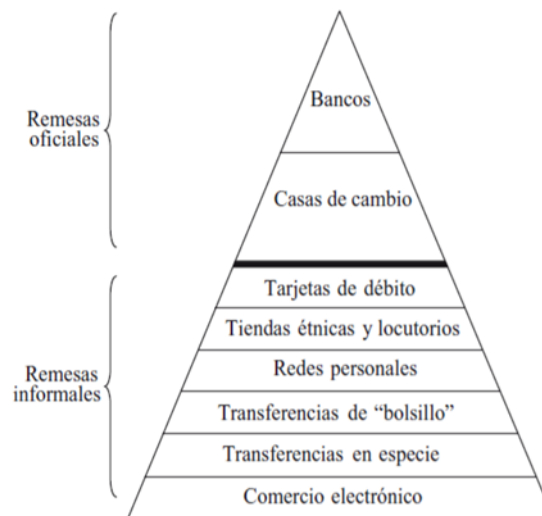 Remesas
oficiales
Bancos
Casas de cambio
Remesas
informales
Tarjetas de débito
Tiendas étnicas y locutorios
Redes personales
Transferencias de “bolsillo”
Transferencias en especie
Comercio electrónico